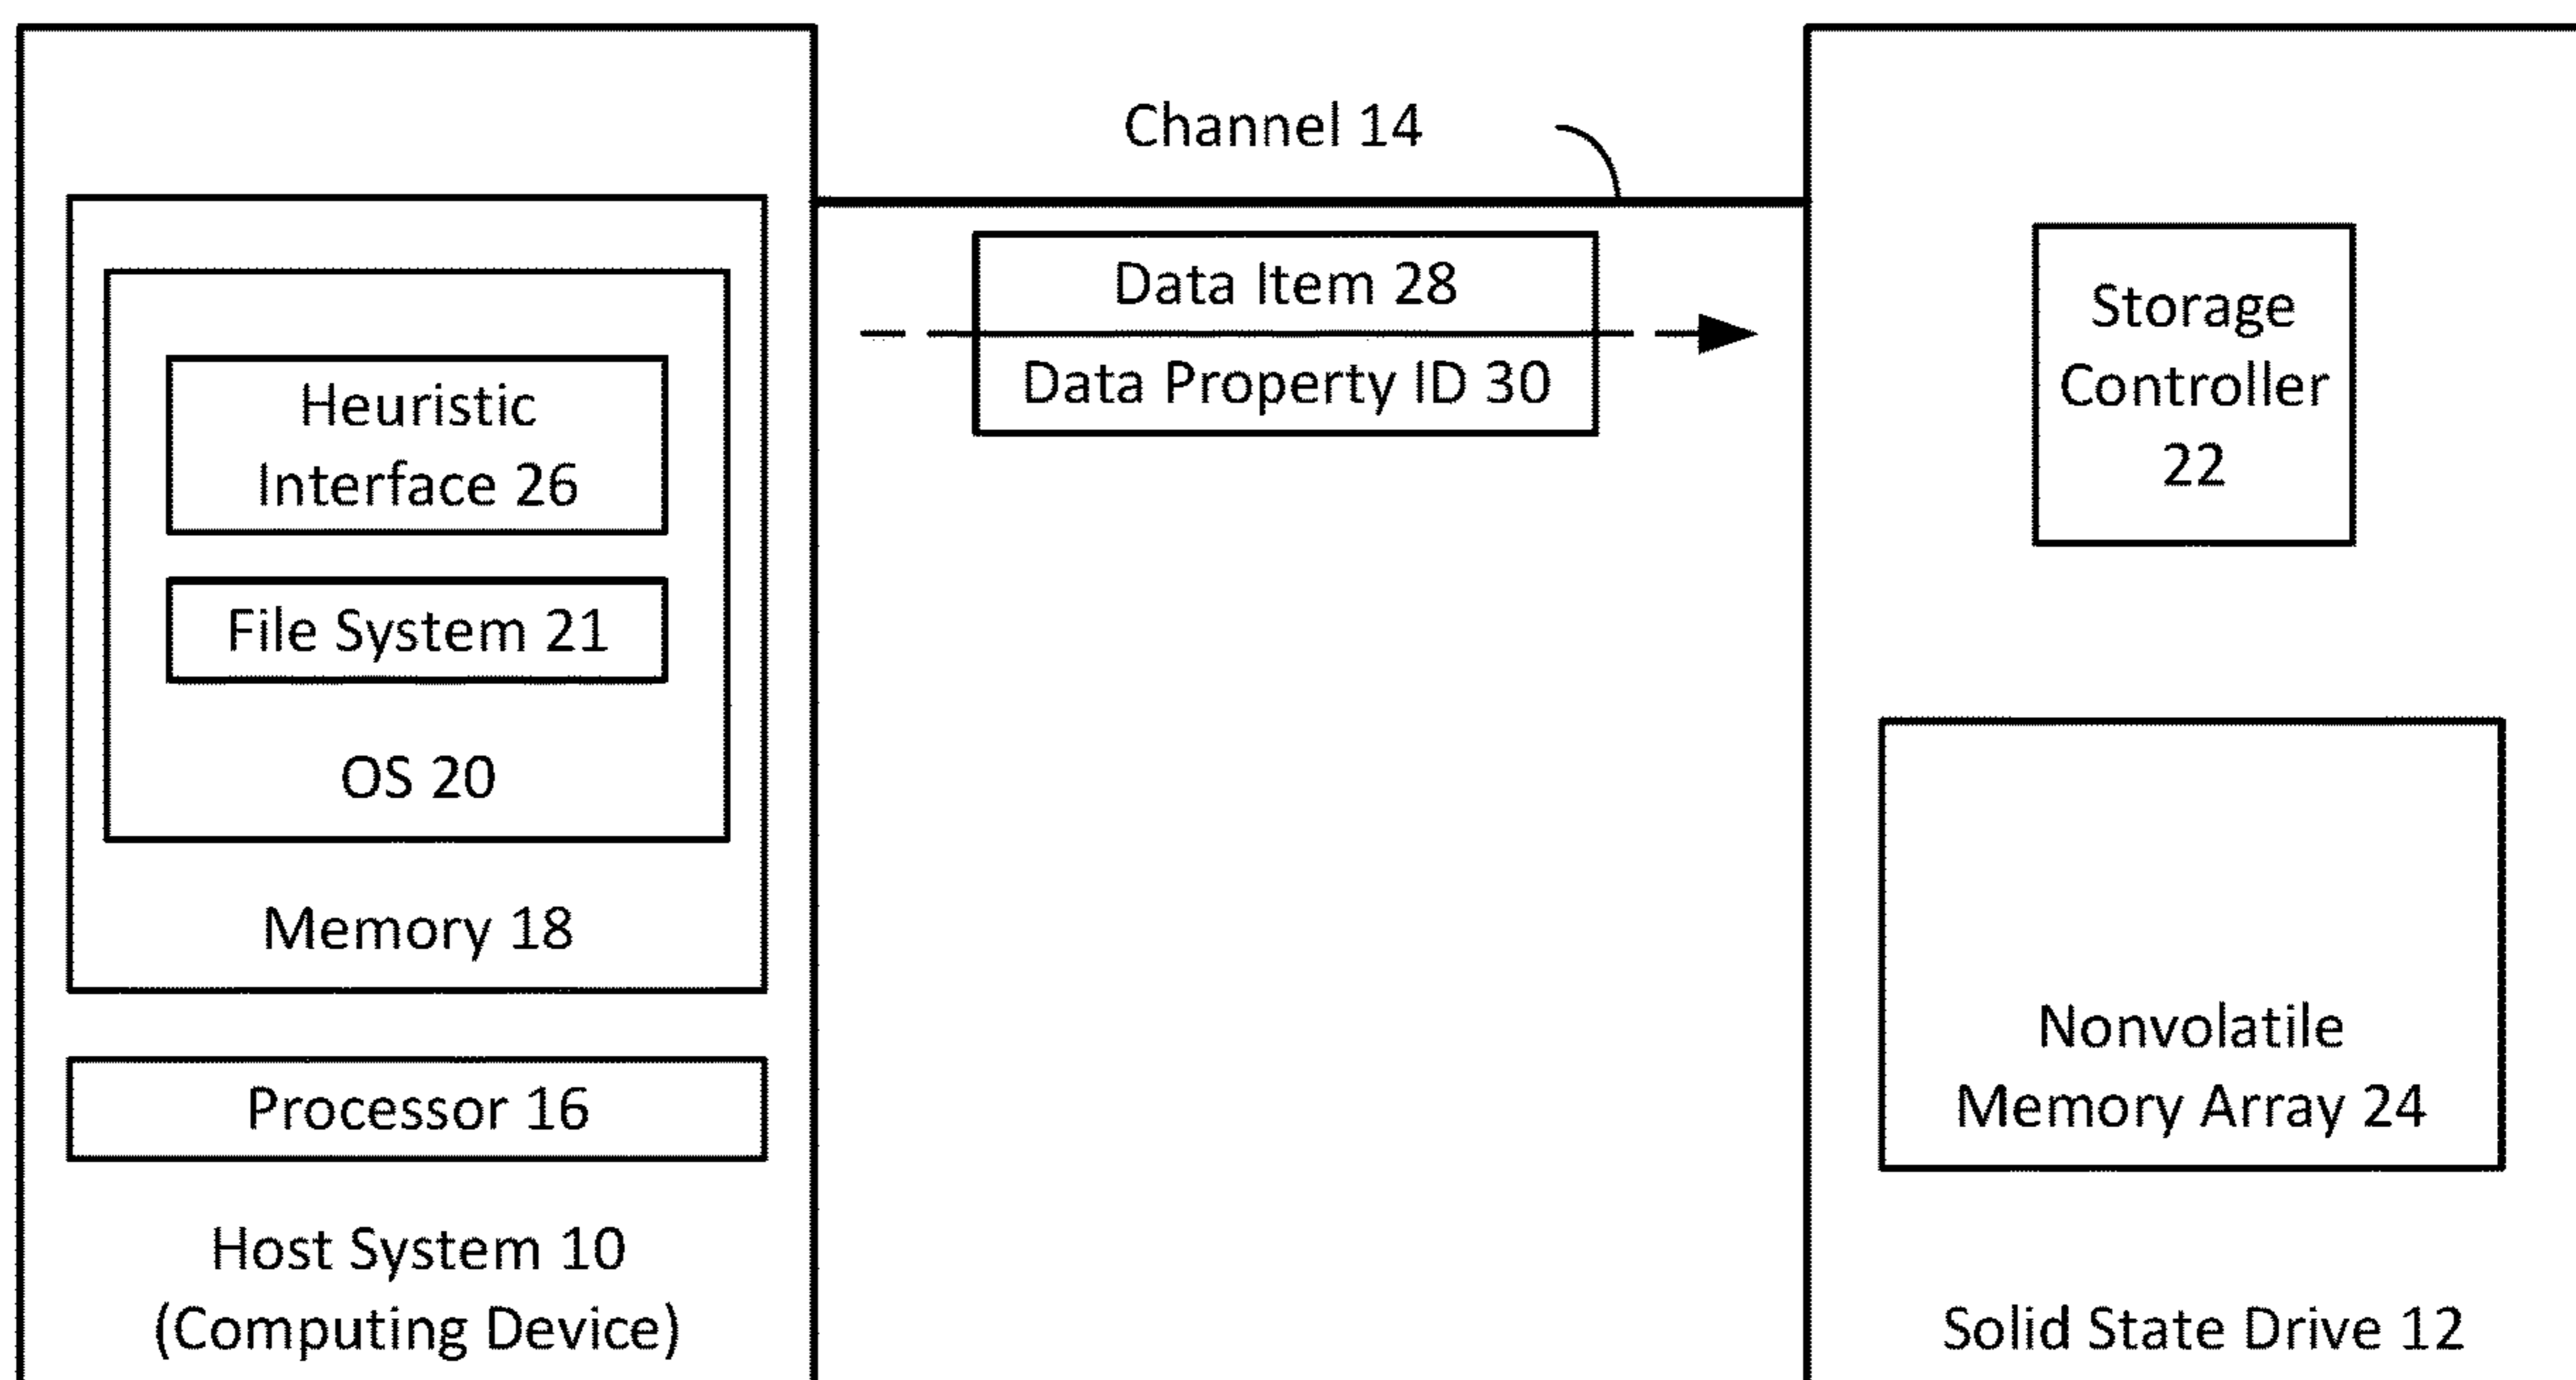 Channel 14
Data Item 28
Data Property ID 30
Heuristic
Interface 26
File System 21
OS 20
Memory 18
Processor 16
Host System 10
(Computing Device)
Storage
Controller
22
Nonvolatile
Memory Array 24
Solid State Drive 12